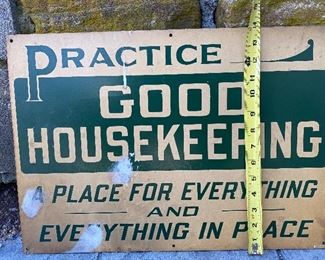 PRACTICE
GOOD
HOUSEKEEPING
A PLACE FOR EVERYTHING
AND
EVERYTHING IN PLACE